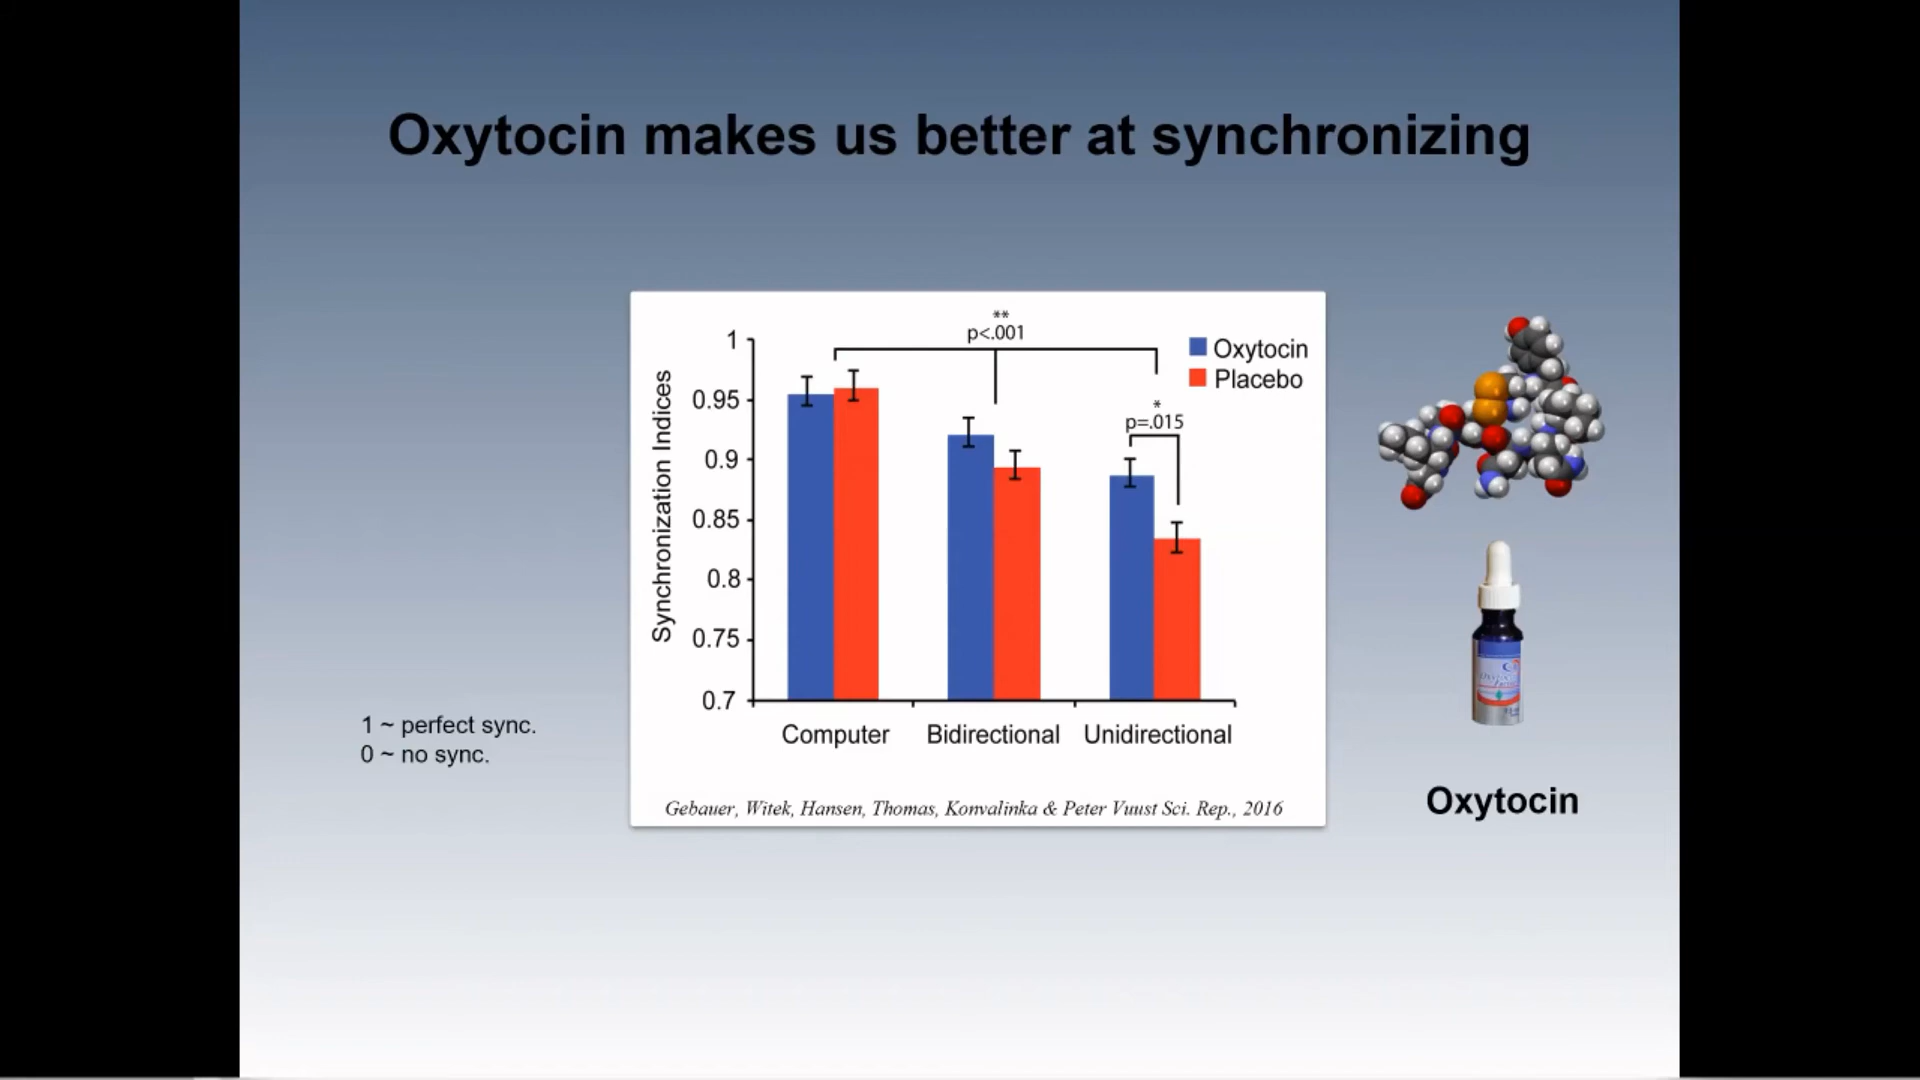 Oxytocin makes us better at synchronizing
**
p<.001
Oxytocin
Placebo
*
p=.015
Synchronization Indices
1
0.95
0.9
0.85
0.8
0.75
0.7
Computer Bidirectional Unidirectional
Gebauer, Witek, Hansen, Thomas, Konvalinka & Peter Vuust Sci. Rep., 2016
1 ~ perfect sync.
0 ~ no sync.
Oxytocin